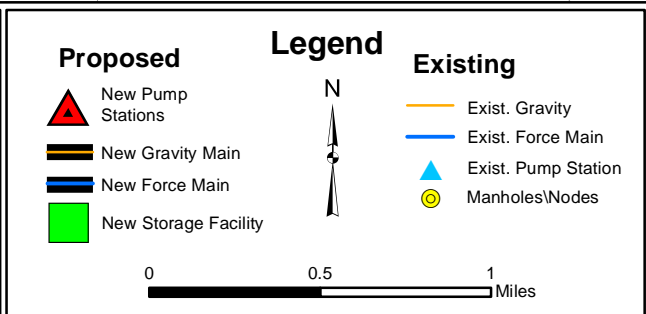 Legend
Proposed
New Pump
Stations
New Gravity Main
New Force Main
New Storage Facility
N
Existing
Exist. Gravity
Exist. Force Main
Exist. Pump Station
Manholes\Nodes
0 0.5 1
Miles